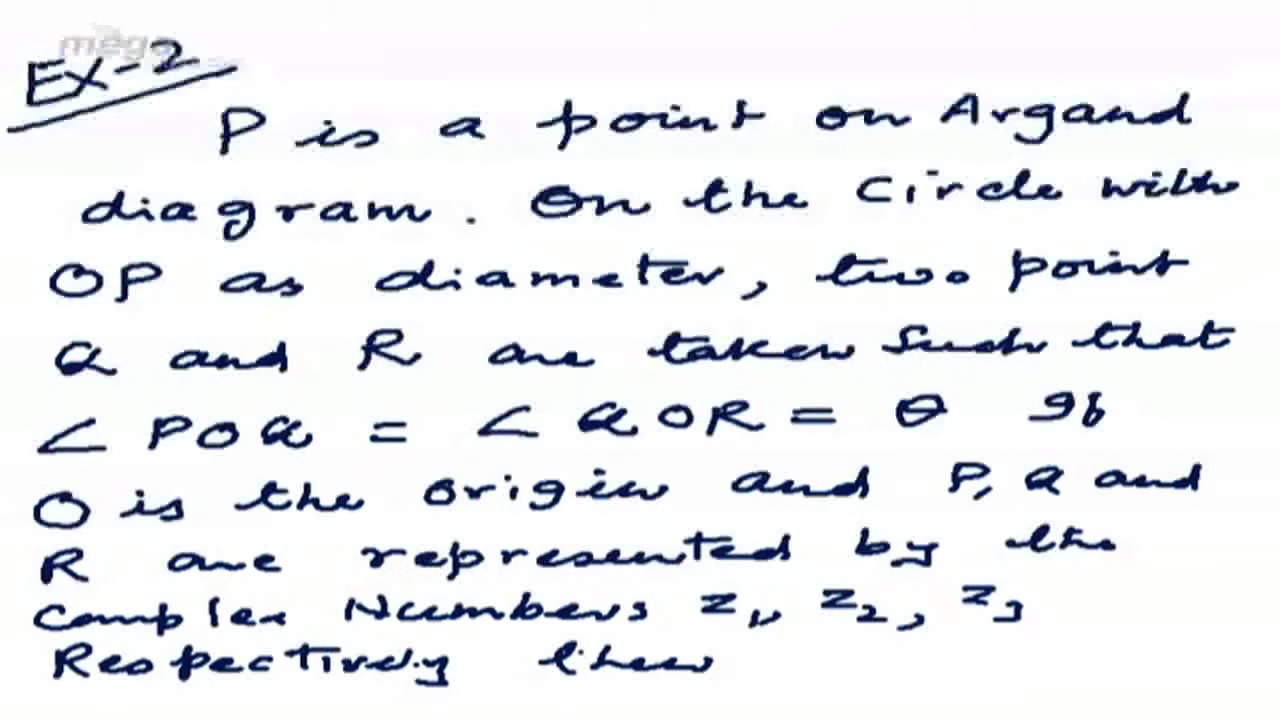 mega
Ex-2
P is a point on Argand
diagram. On the Circle with
OP as diameter, two point
Q and R are taken such that
∠ POQ = ∠ QOR = θ If
O is the origin and P, Q and
R are represented by the
Complex Numbers z₁, z₂, z₃
Respectively then